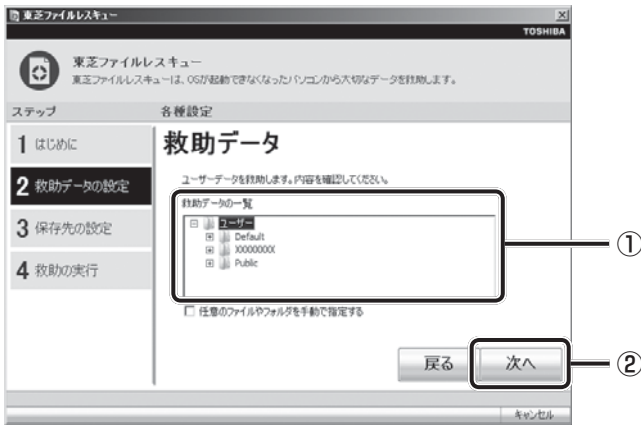 東芝ファイルレスキュー
TOSHIBA
東芝ファイルレスキュー
東芝ファイルレスキューは、OSが起動できなくなったパソコンから大切なデータを救助します。
ステップ
各種設定
1 はじめに
2 救助データの設定
3 保存先の設定
4 救助の実行
救助データ
ユーザーデータを救助します。内容を確認してください。
救助データの一覧
ユーザー
Default
XXXXXXXX
Public
①
任意のファイルやフォルダを手動で指定する
戻る
次へ
②
キャンセル